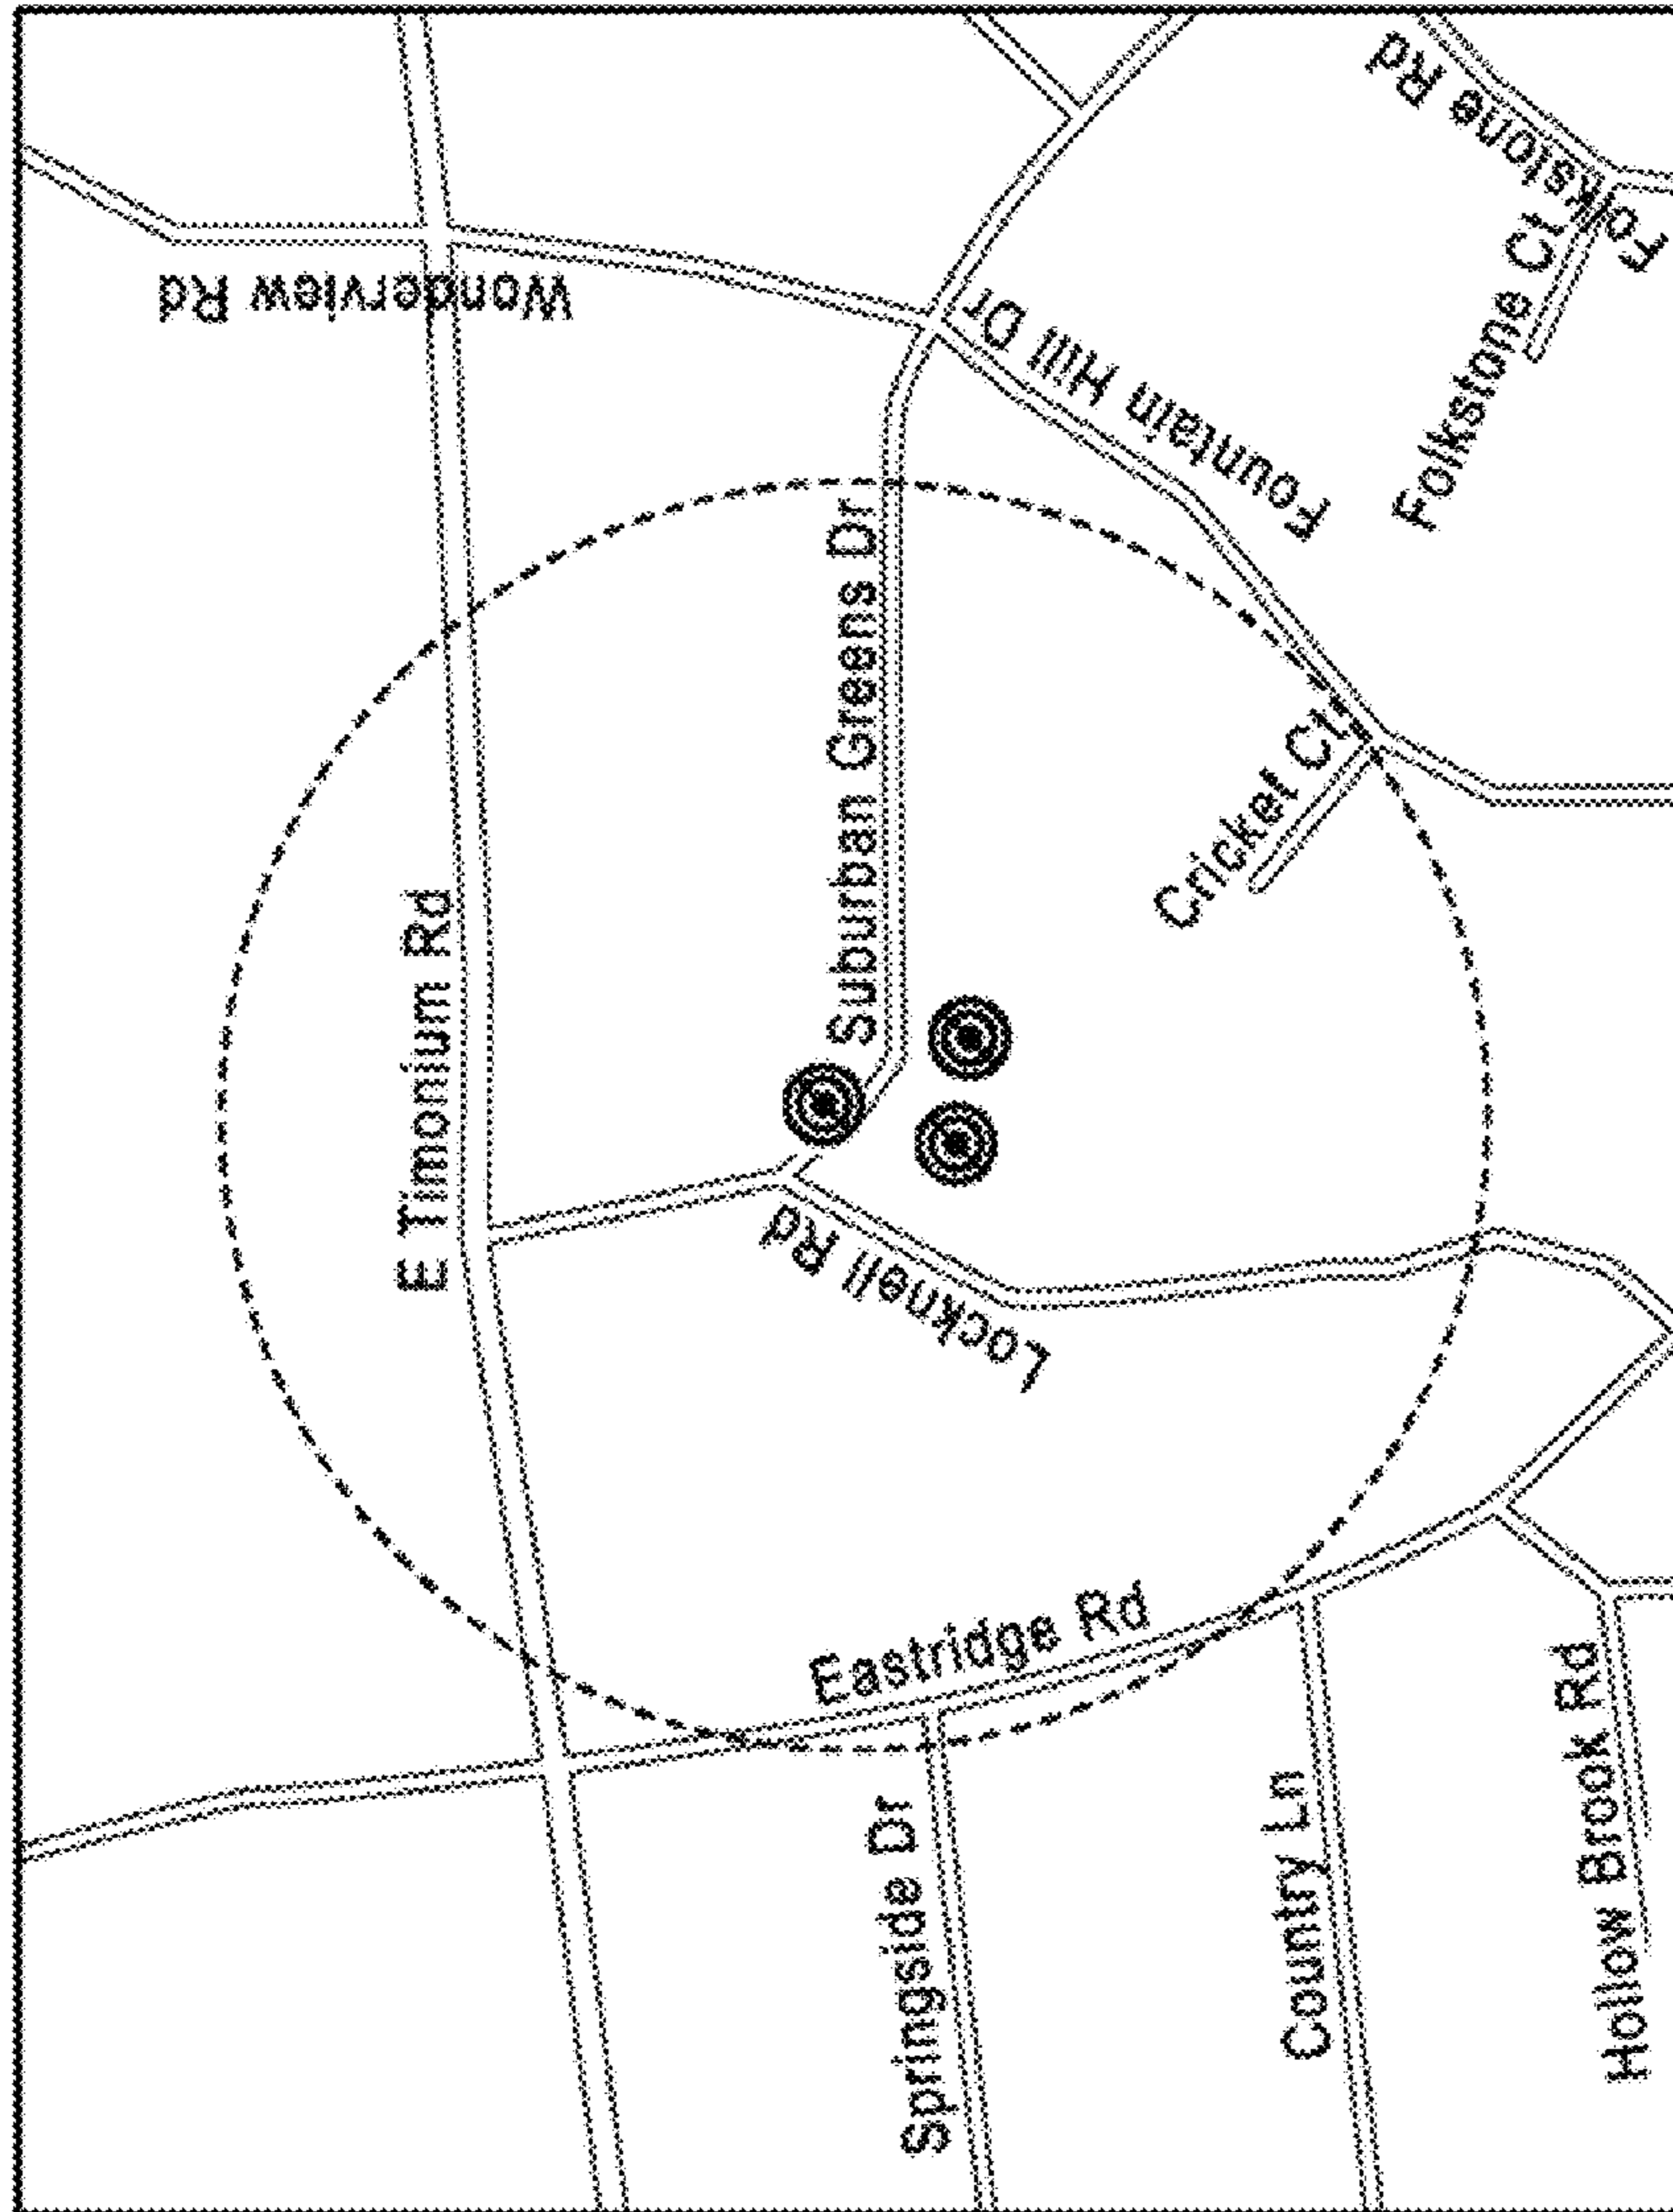 Wonderview Rd
Folkstone Rd
Folkstone Ct
Fountain Hill Dr
Suburban Greens Dr
Cricket Ct
E Timonium Rd
Locknell Rd
Eastridge Rd
Springside Dr
Country Ln
Hollow Brook Rd